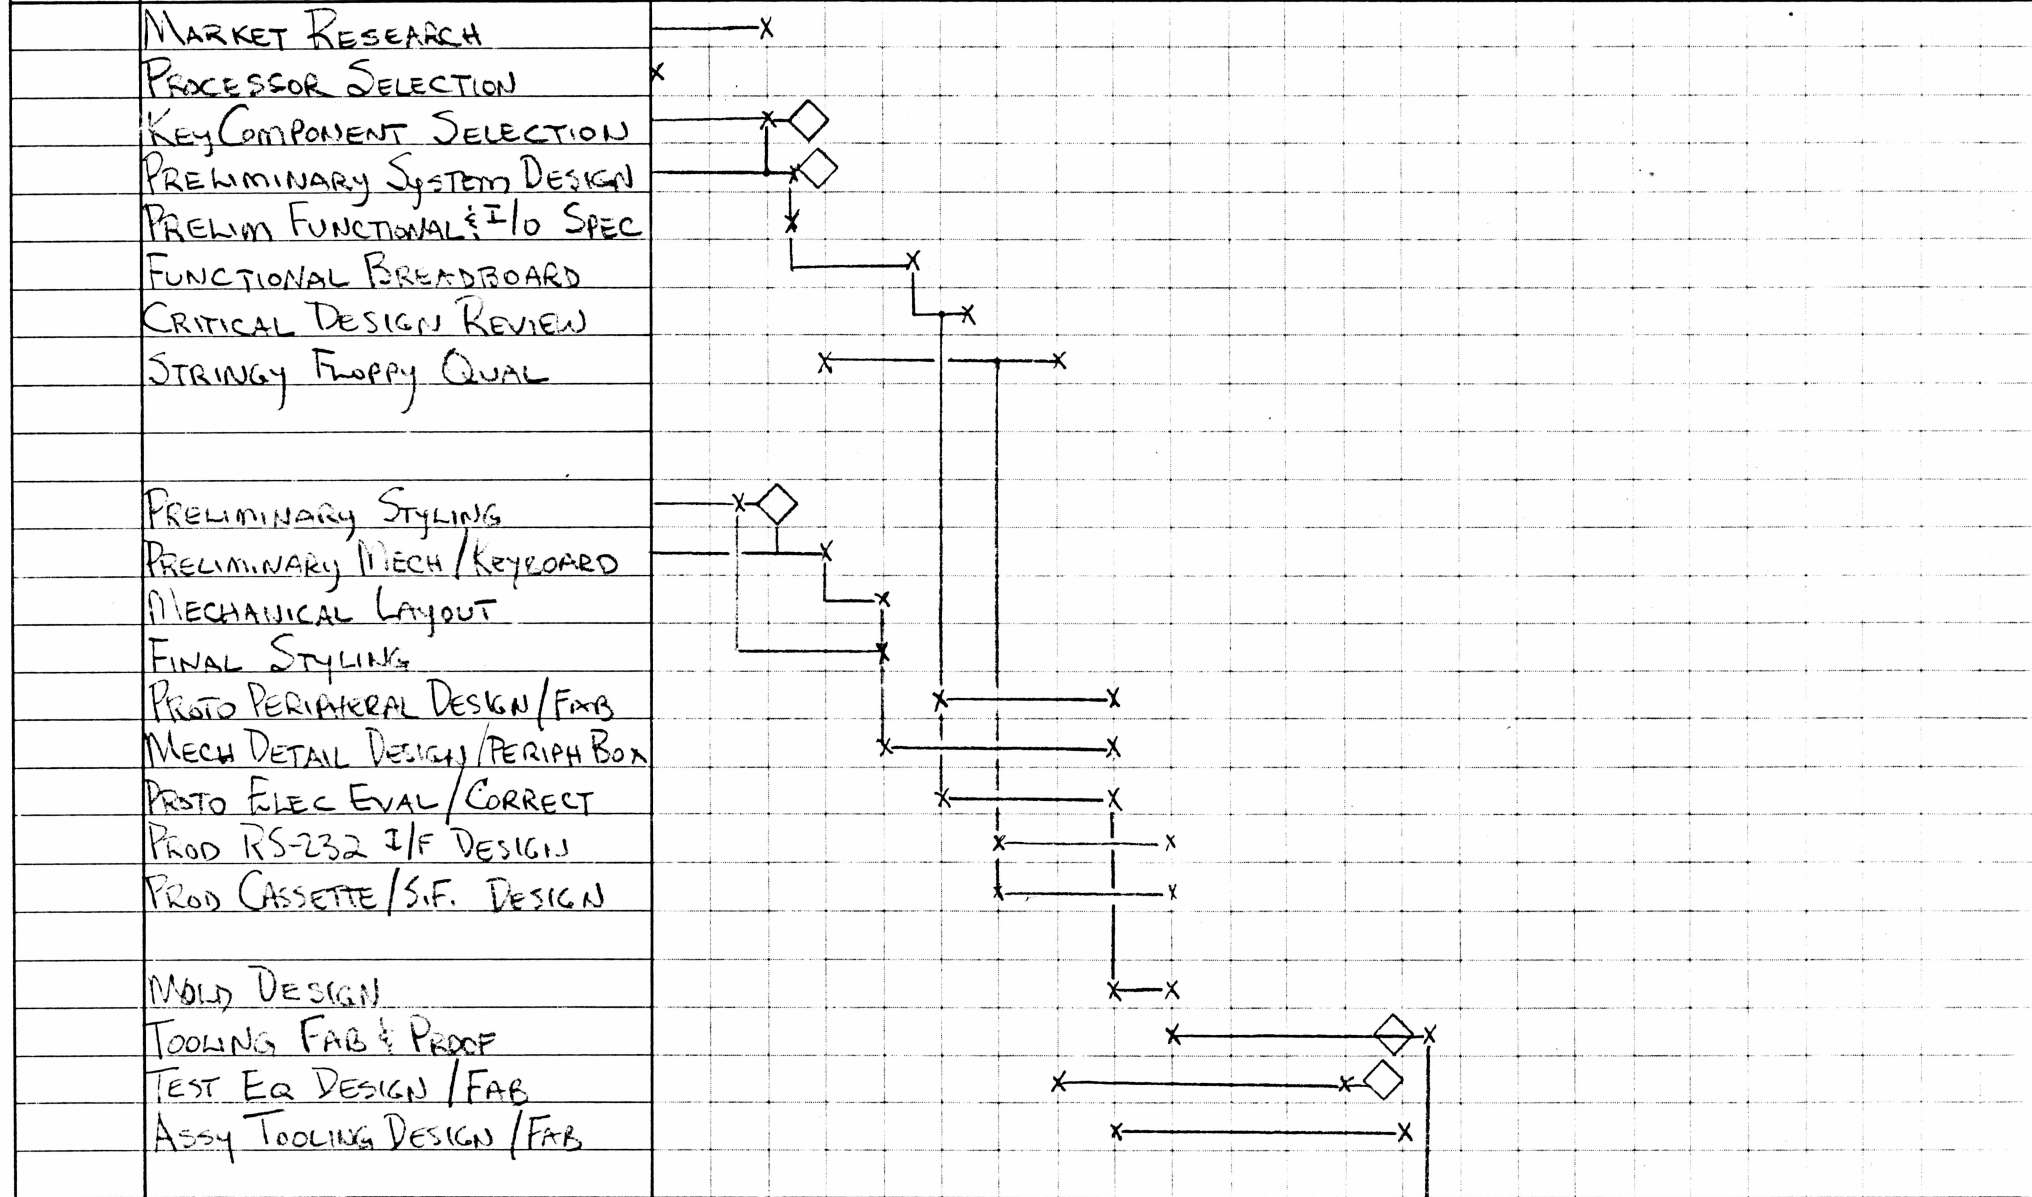 MARKET RESEARCH
PROCESSOR SELECTION
KEY COMPONENT SELECTION
PRELIMINARY SYSTEM DESIGN
PRELIM FUNCTIONAL & I/O SPEC
FUNCTIONAL BREADBOARD
CRITICAL DESIGN REVIEW
STRINGY FLOPPY QUAL
PRELIMINARY STYLING
PRELIMINARY MECH/KEYBOARD
MECHANICAL LAYOUT
FINAL STYLING
PROTO PERIPHERAL DESIGN/FAB
MECH DETAIL DESIGN/PERIPH BOX
PROTO ELEC EVAL/CORRECT
PROD RS-232 I/F DESIGN
PROD CASSETTE/S.F. DESIGN
MOLD DESIGN
TOOLING FAB & PROOF
TEST EQ DESIGN/FAB
ASSY TOOLING DESIGN/FAB